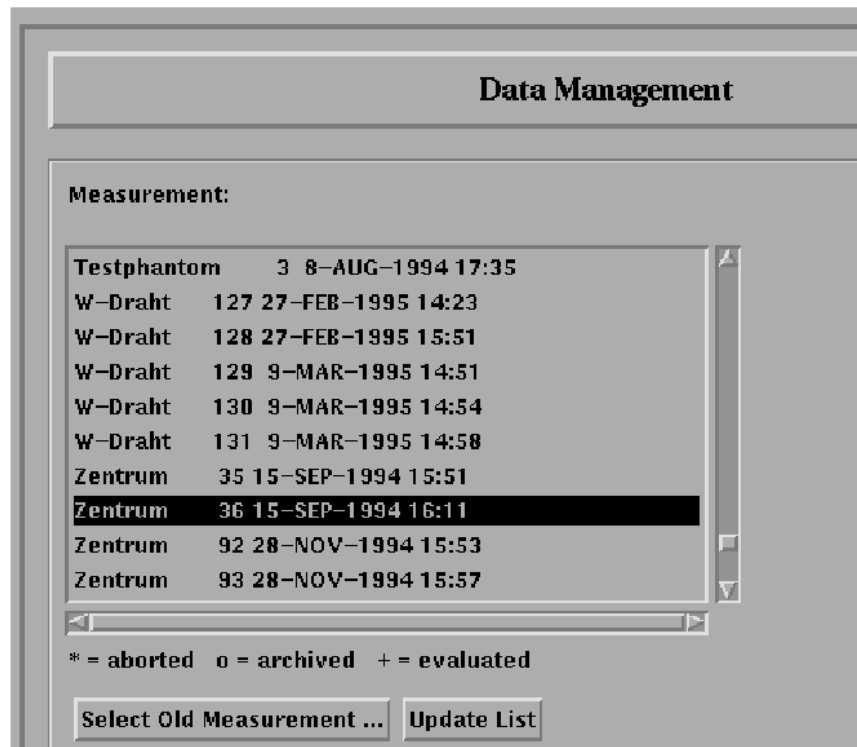 Data Management
Measurement:
Testphantom 3 8-AUG-1994 17:35
W-Draht 127 27-FEB-1995 14:23
W-Draht 128 27-FEB-1995 15:51
W-Draht 129 9-MAR-1995 14:51
W-Draht 130 9-MAR-1995 14:54
W-Draht 131 9-MAR-1995 14:58
Zentrum 35 15-SEP-1994 15:51
Zentrum 36 15-SEP-1994 16:11
Zentrum 92 28-NOV-1994 15:53
Zentrum 93 28-NOV-1994 15:57
* = aborted o = archived + = evaluated
Select Old Measurement ... Update List